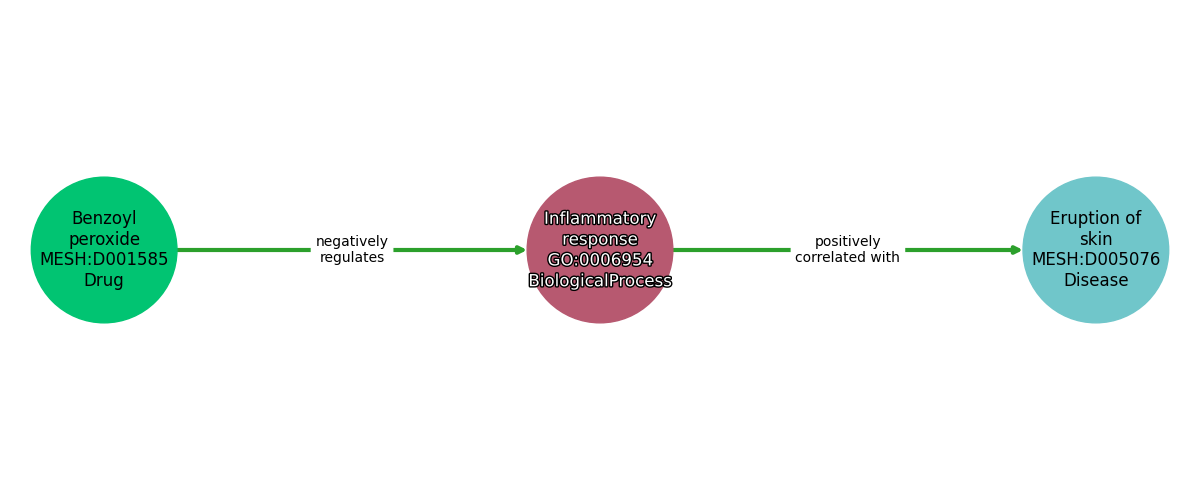 Benzoyl
peroxide
MESH:D001585
Drug
negatively
regulates
Inflammatory
response
GO:0006954
BiologicalProcess
positively
correlated with
Eruption of
skin
MESH:D005076
Disease